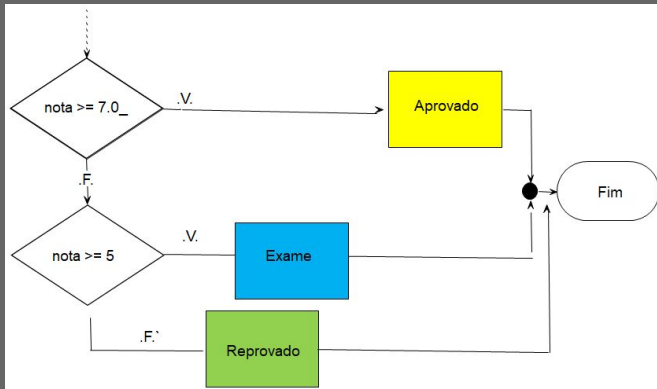 nota >= 7.0_
.V.
Aprovado
.F.
Fim
nota >= 5
.V.
Exame
.F.`
Reprovado